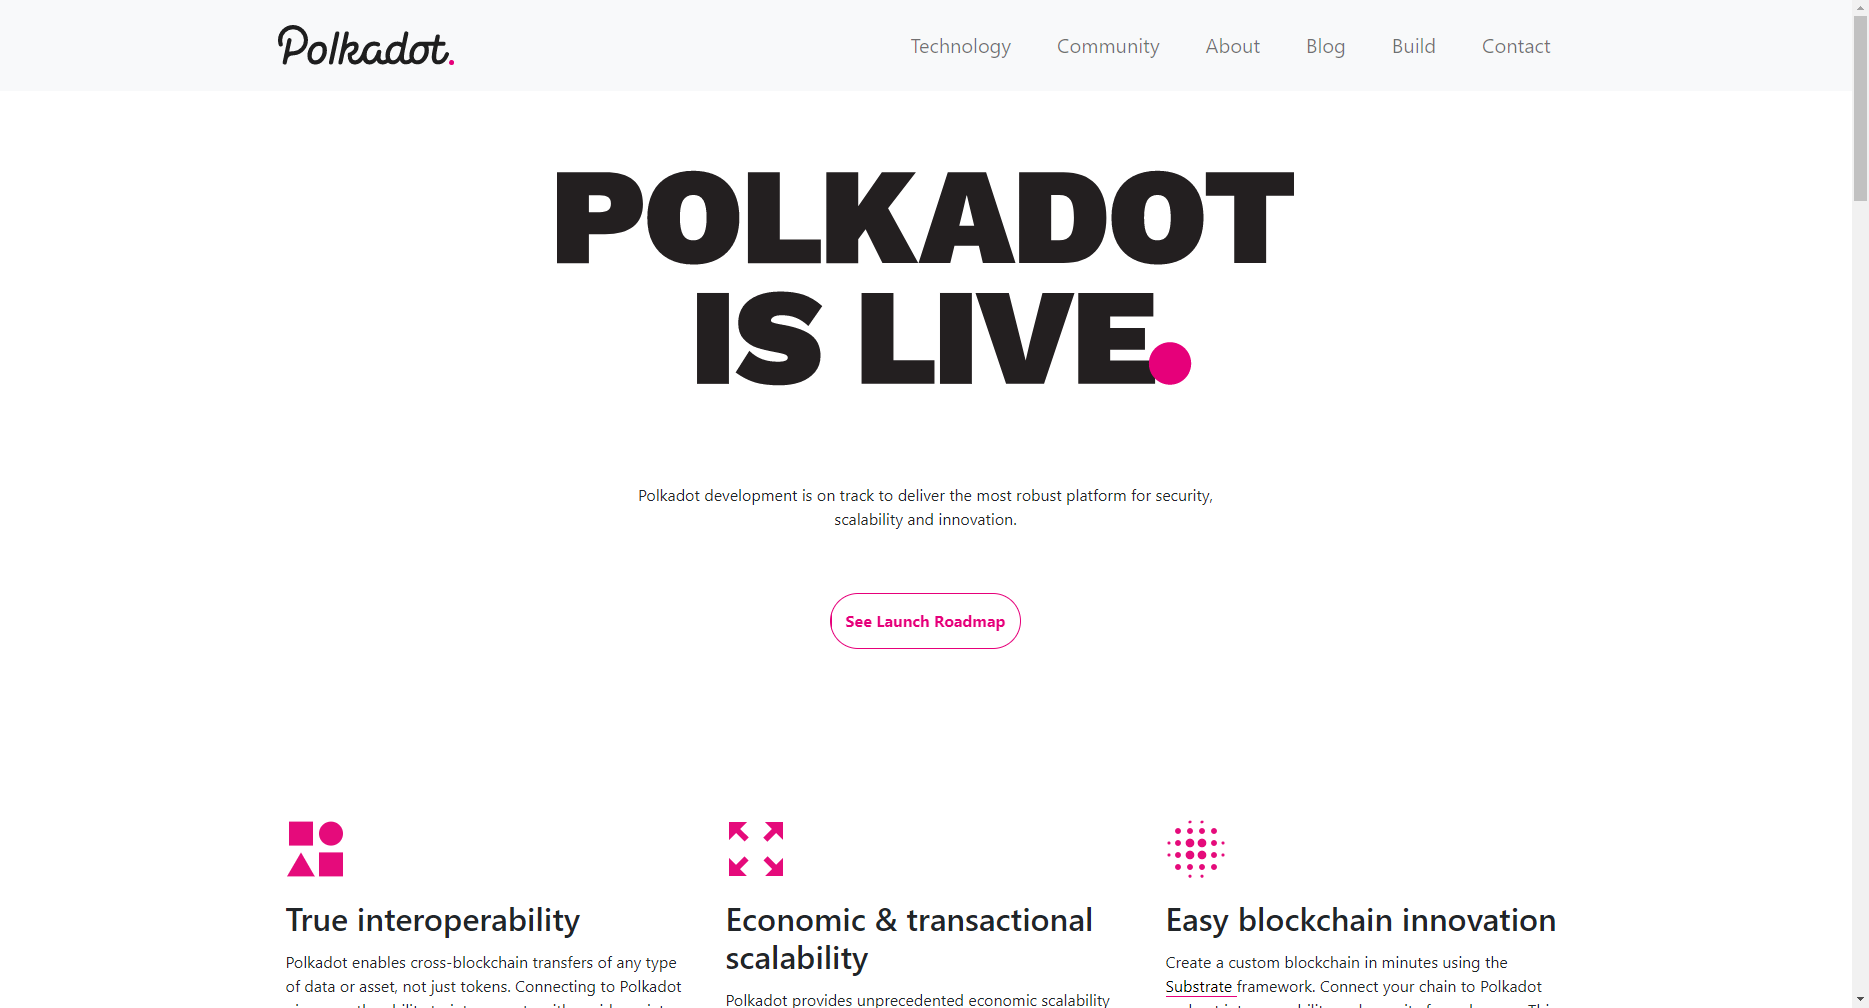 Polkadot.
Technology
Community
About
Blog
Build
Contact
POLKADOT
IS LIVE.
Polkadot development is on track to deliver the most robust platform for security,
scalability and innovation.
See Launch Roadmap
True interoperability
Polkadot enables cross-blockchain transfers of any type
of data or asset, not just tokens. Connecting to Polkadot
Economic & transactional
scalability
Polkadot provides unprecedented economic scalability
Easy blockchain innovation
Create a custom blockchain in minutes using the
Substrate framework. Connect your chain to Polkadot